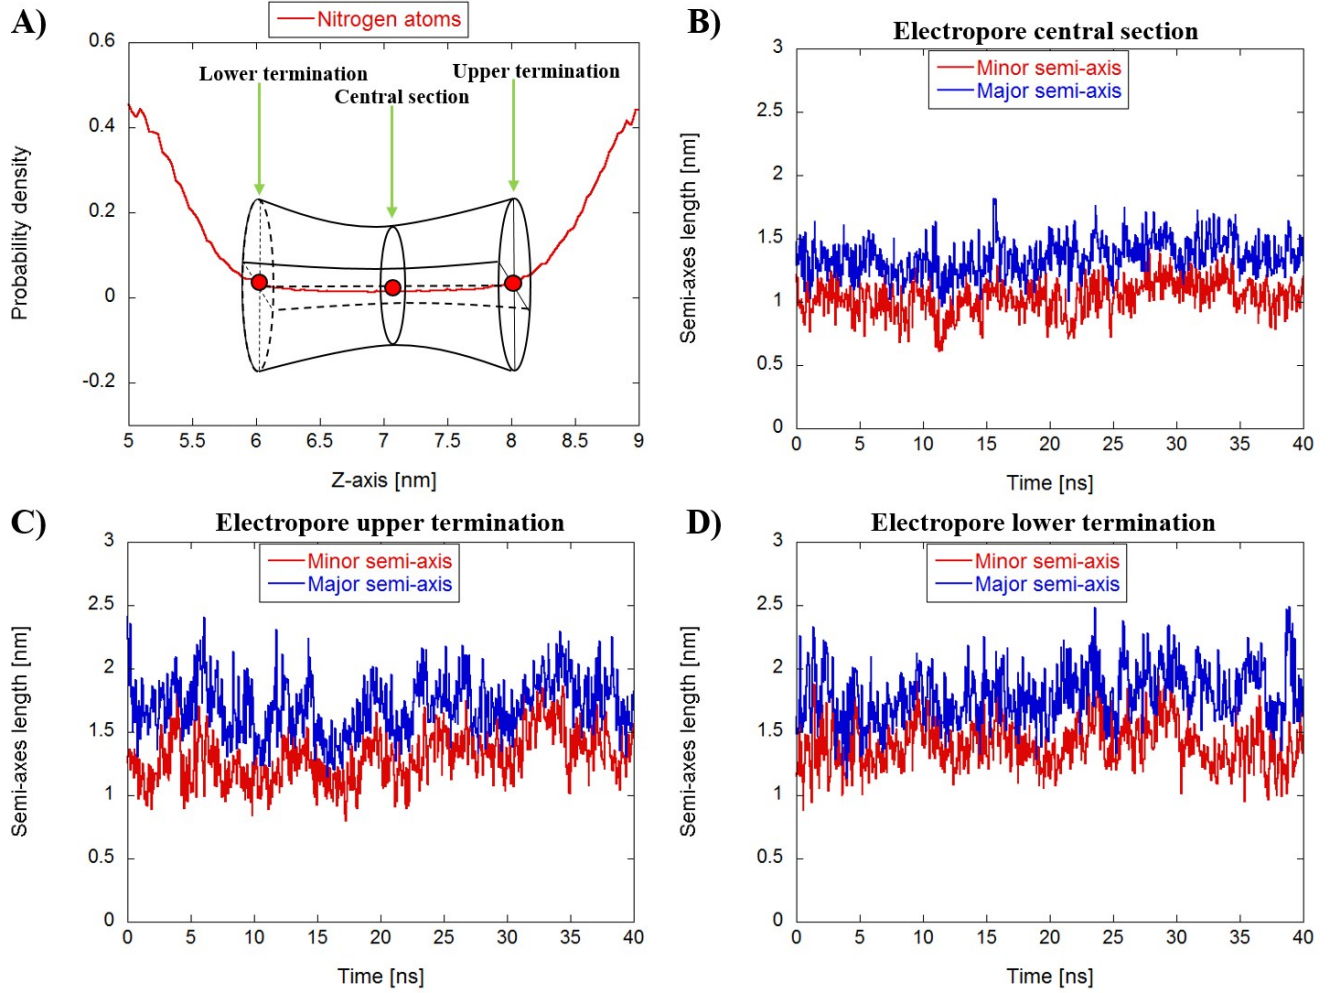 A)
Nitrogen atoms
0.6
0.4
0.2
0
-0.2
Probability density
Lower termination
Central section
Upper termination
5 5.5 6 6.5 7 7.5 8 8.5 9
Z-axis [nm]
B)
Electropore central section
Minor semi-axis
Major semi-axis
3
2.5
2
1.5
1
0.5
0
Semi-axes length [nm]
0 5 10 15 20 25 30 35 40
Time [ns]
C)
Electropore upper termination
Minor semi-axis
Major semi-axis
3
2.5
2
1.5
1
0.5
0
Semi-axes length [nm]
0 5 10 15 20 25 30 35 40
Time [ns]
D)
Electropore lower termination
Minor semi-axis
Major semi-axis
3
2.5
2
1.5
1
0.5
0
Semi-axes length [nm]
0 5 10 15 20 25 30 35 40
Time [ns]